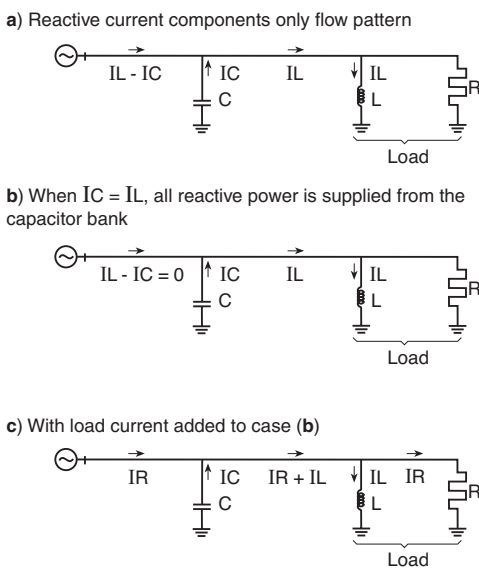 a) Reactive current components only flow pattern
IL - IC
IC
C
IL
IL
L
R
Load
b) When IC = IL, all reactive power is supplied from the
capacitor bank
IL - IC = 0
IC
C
IL
IL
L
R
Load
c) With load current added to case (b)
IR
IC
C
IR + IL
IL
L
IR
R
Load